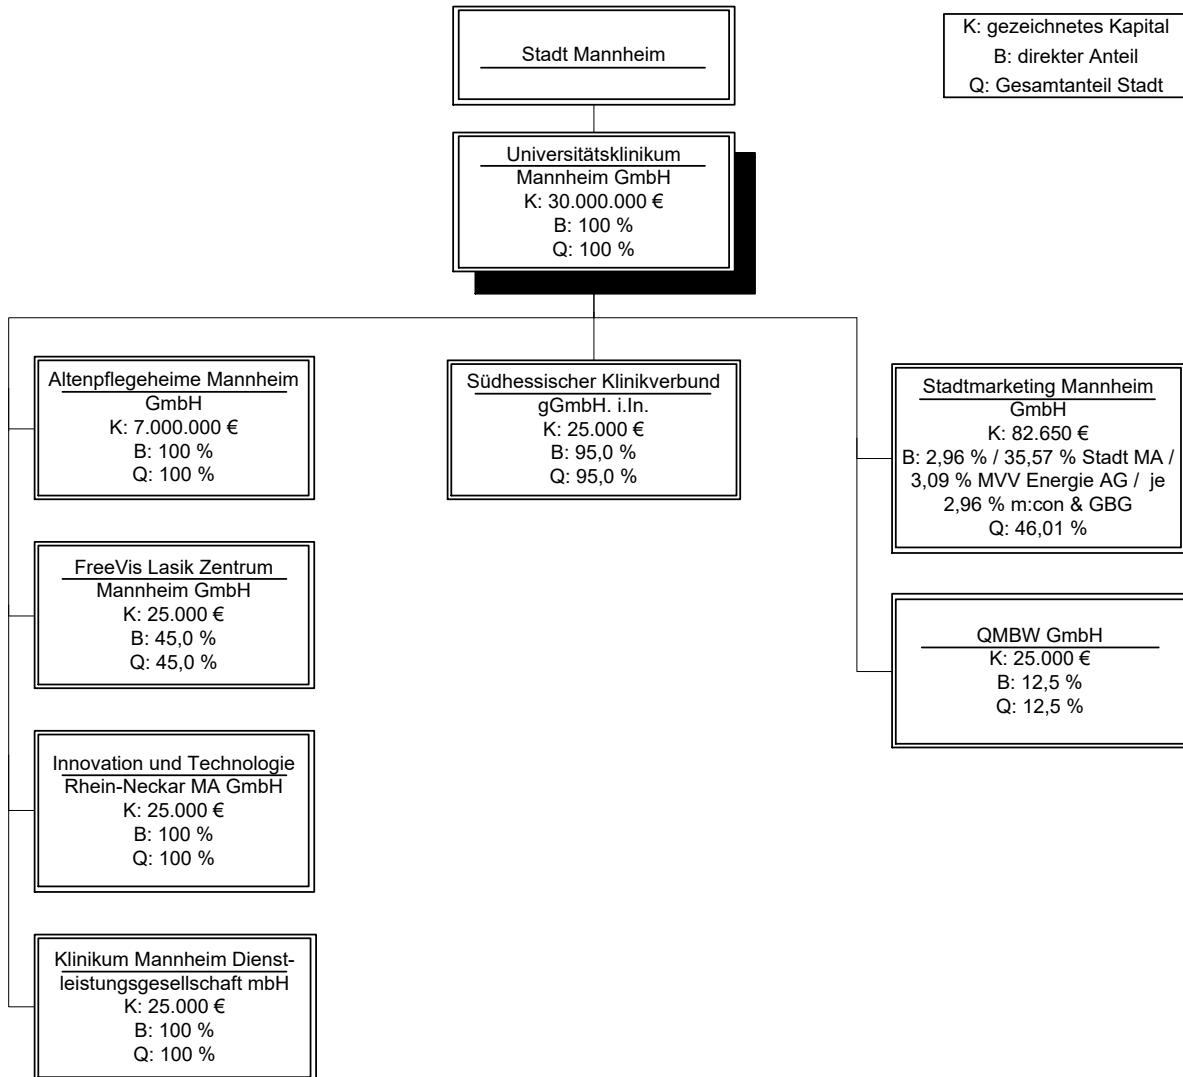 Stadt Mannheim
K: gezeichnetes Kapital
B: direkter Anteil
Q: Gesamtanteil Stadt
Universitätsklinikum
Mannheim GmbH
K: 30.000.000 €
B: 100 %
Q: 100 %
Altenpflegeheime Mannheim
GmbH
K: 7.000.000 €
B: 100 %
Q: 100 %
FreeVis Lasik Zentrum
Mannheim GmbH
K: 25.000 €
B: 45,0 %
Q: 45,0 %
Innovation und Technologie
Rhein-Neckar MA GmbH
K: 25.000 €
B: 100 %
Q: 100 %
Klinikum Mannheim Dienst-
leistungsgesellschaft mbH
K: 25.000 €
B: 100 %
Q: 100 %
Südhessischer Klinikverbund
gGmbH. i.In.
K: 25.000 €
B: 95,0 %
Q: 95,0 %
Stadtmarketing Mannheim
GmbH
K: 82.650 €
B: 2,96 % / 35,57 % Stadt MA /
3,09 % MVV Energie AG / je
2,96 % m:con & GBG
Q: 46,01 %
QMBW GmbH
K: 25.000 €
B: 12,5 %
Q: 12,5 %